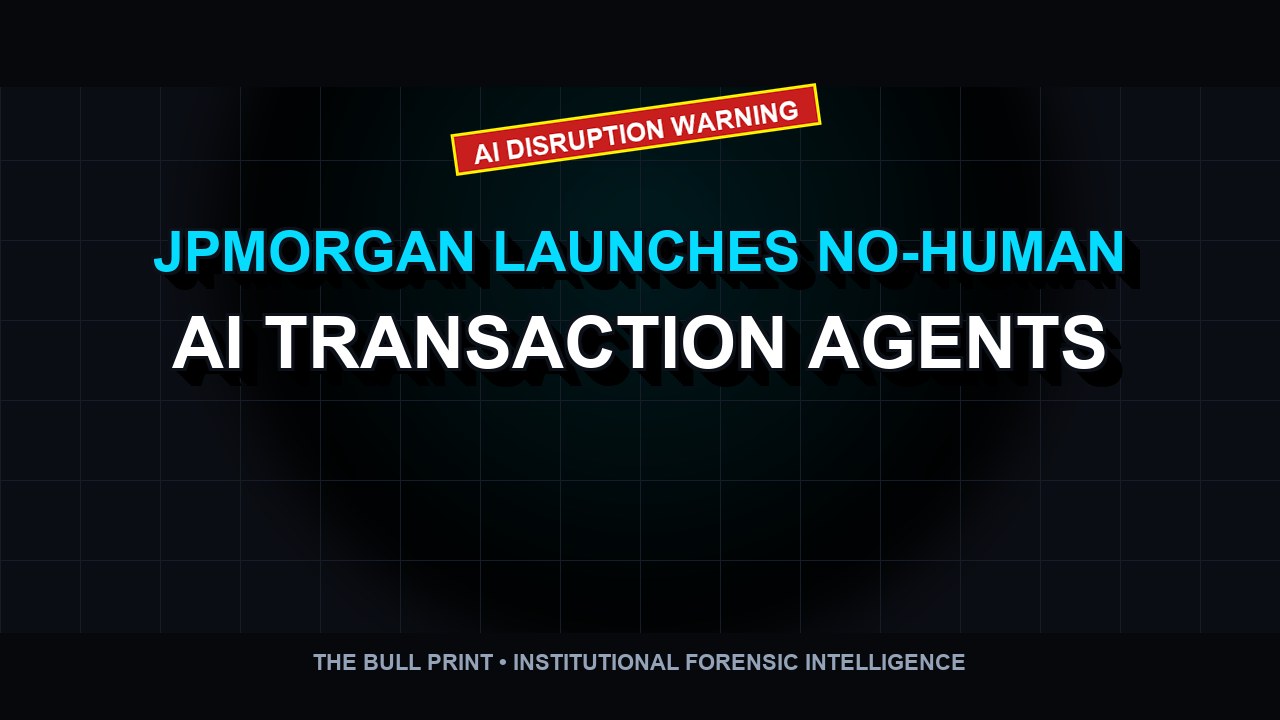 AI DISRUPTION WARNING
JPMORGAN LAUNCHES NO-HUMAN
AI TRANSACTION AGENTS
THE BULL PRINT • INSTITUTIONAL FORENSIC INTELLIGENCE